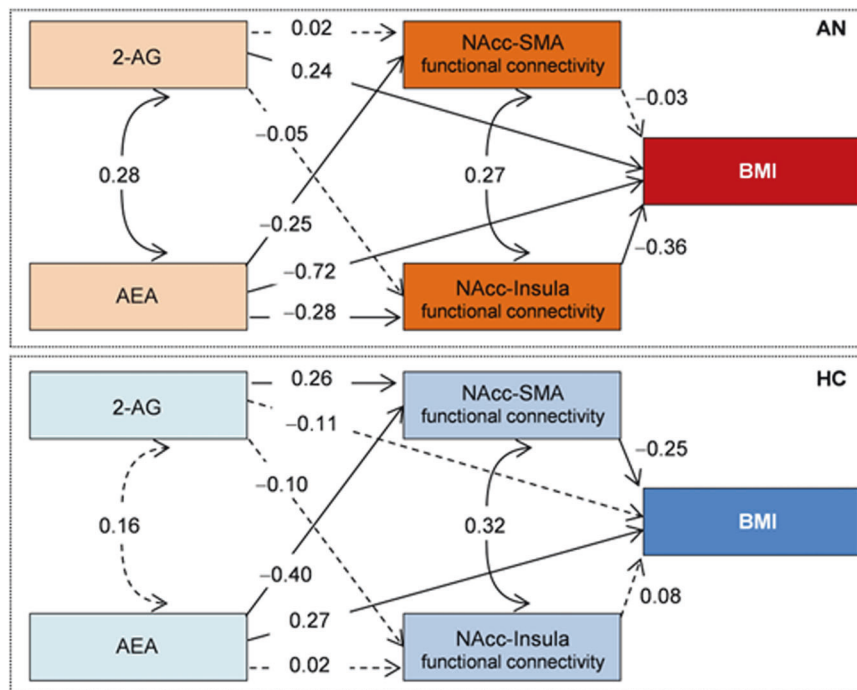 AN
2-AG
0.02
NAcc-SMA
functional connectivity
0.24
−0.03
−0.05
0.28
0.27
BMI
−0.25
−0.36
−0.72
AEA
NAcc-Insula
functional connectivity
−0.28
HC
2-AG
0.26
NAcc-SMA
functional connectivity
−0.11
−0.25
−0.10
0.16
0.32
BMI
−0.40
0.08
0.27
AEA
NAcc-Insula
functional connectivity
0.02